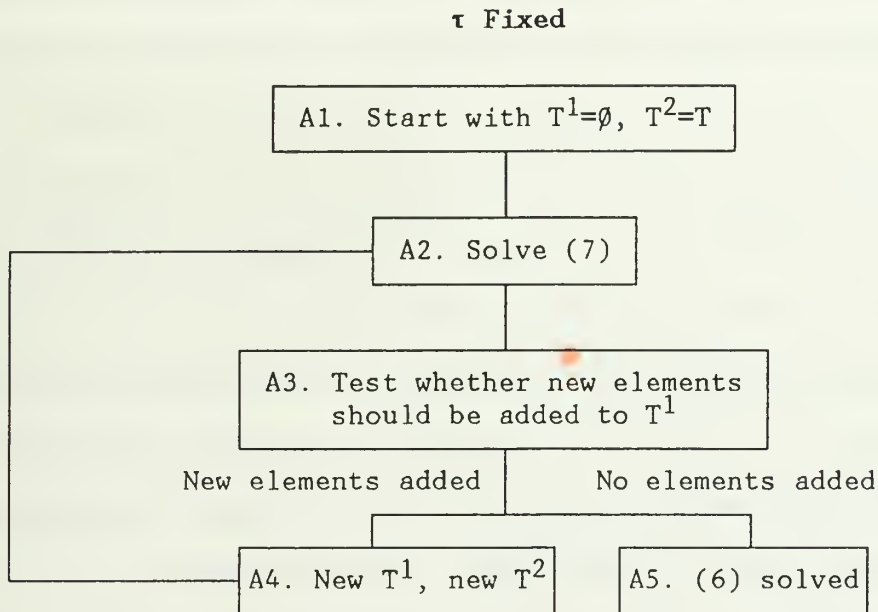 τ Fixed
A1. Start with T¹=∅, T²=T
A2. Solve (7)
A3. Test whether new elements
should be added to T¹
New elements added
No elements added
A4. New T¹, new T²
A5. (6) solved